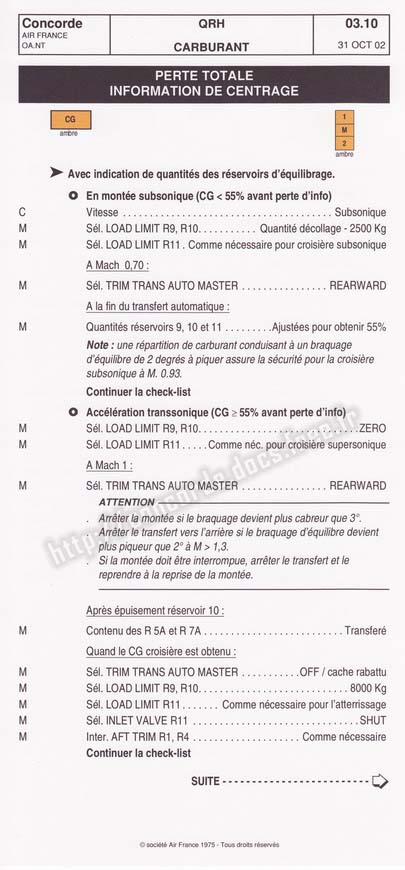 Concorde QRH 03.10
AIR FRANCE
OA.NT CARBURANT 31 OCT 02
PERTE TOTALE
INFORMATION DE CENTRAGE
CG 1
M
2
ambre ambre
➤ Avec indication de quantités des réservoirs d'équilibrage.
En montée subsonique (CG < 55% avant perte d'info)
C Vitesse . . . . . . . . . . . . . . . . . . . . . . . . . . . . . . Subsonique
M Sél. LOAD LIMIT R9, R10. . . . . . . . . . Quantité décollage - 2500 Kg
M Sél. LOAD LIMIT R11 . Comme nécessaire pour croisière subsonique
A Mach 0,70 :
M Sél. TRIM TRANS AUTO MASTER . . . . . . . . . . . . . . . REARWARD
A la fin du transfert automatique :
M Quantités réservoirs 9, 10 et 11 . . . . . . . . .Ajustées pour obtenir 55%
Note : une répartition de carburant conduisant à un braquage
d'équilibre de 2 degrés à piquer assure la sécurité pour la croisière
subsonique à M. 0.93.
Continuer la check-list
Accélération transsonique (CG ≥ 55% avant perte d'info)
M Sél. LOAD LIMIT R9, R10. . . . . . . . . . . . . . . . . . . . . . . . . .ZERO
M Sél. LOAD LIMIT R11 . . . . .Comme néc. pour croisière supersonique
A Mach 1 :
M Sél. TRIM TRANS AUTO MASTER . . . . . . . . . . . . . . . REARWARD
ATTENTION
. Arrêter la montée si le braquage devient plus cabreur que 3°.
. Arrêter le transfert vers l'arrière si le braquage d'équilibre devient
plus piqueur que 2° à M > 1,3.
. Si la montée doit être interrompue, arrêter le transfert et le
reprendre à la reprise de la montée.
Après épuisement réservoir 10 :
M Contenu des R 5A et R 7A . . . . . . . . . . . . . . . . . . . . . . . Transferé
Quand le CG croisière est obtenu :
M Sél. TRIM TRANS AUTO MASTER . . . . . . . . . . .OFF / cache rabattu
M Sél. LOAD LIMIT R9, R10. . . . . . . . . . . . . . . . . . . . . . . . . 8000 Kg
M Sél. LOAD LIMIT R11 . . . . . . Comme nécessaire pour l'atterrissage
M Sél. INLET VALVE R11 . . . . . . . . . . . . . . . . . . . . . . . . . . . SHUT
M Inter. AFT TRIM R1, R4 . . . . . . . . . . . . . . . . . Comme nécessaire
Continuer la check-list
SUITE
© société Air France 1975 - Tous droits réservés